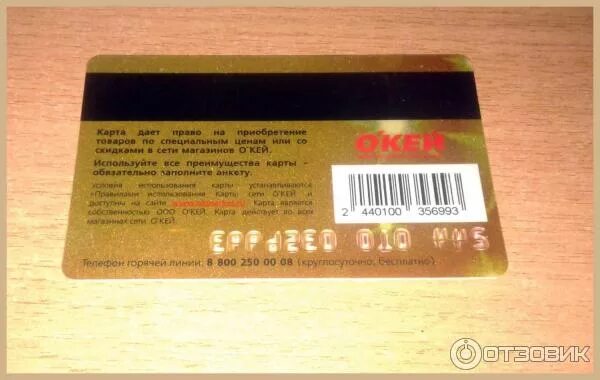 Карта дает право на приобретение
товаров по специальным ценам или со
скидками в сети магазинов О'КЕЙ.
Используйте все преимущества карты -
обязательно заполните анкету.
Условия использования карты устанавливаются
«Правилами использования Карты сети О'КЕЙ» и
доступны на сайте Карта является
собственностью ООО О'КЕЙ. Карта действует во всех
магазинах сети О'КЕЙ.
О'КЕЙ
2 440100 356993
Телефон горячей линии: 8 800 250 00 08 (круглосуточно, бесплатно)
ОТЗОВИК